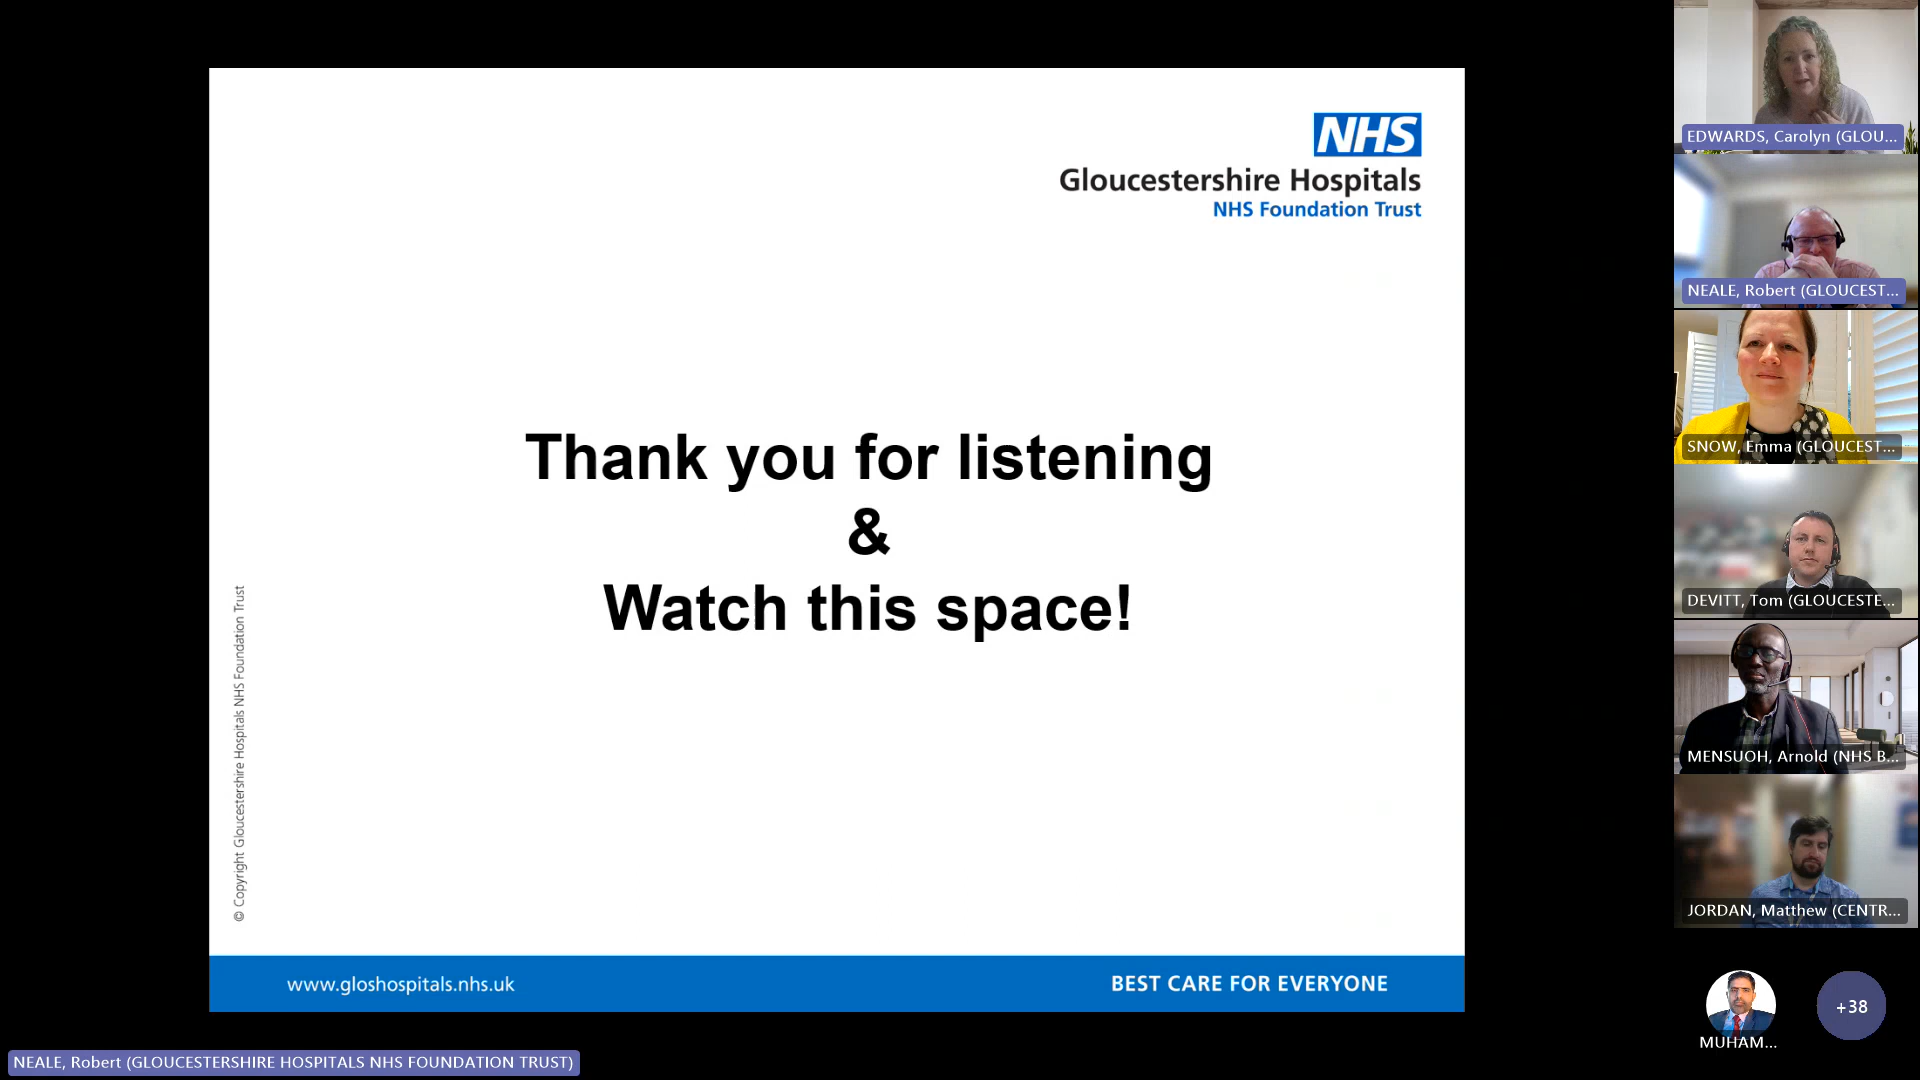 NHS
Gloucestershire Hospitals
NHS Foundation Trust
Thank you for listening
&
Watch this space!
© Copyright Gloucestershire Hospitals NHS Foundation Trust
www.gloshospitals.nhs.uk
BEST CARE FOR EVERYONE
NEALE, Robert (GLOUCESTERSHIRE HOSPITALS NHS FOUNDATION TRUST)
EDWARDS, Carolyn (GLOU...
NEALE, Robert (GLOUCEST...
SNOW, Emma (GLOUCEST...
DEVITT, Tom (GLOUCESTE...
MENSUOH, Arnold (NHS B...
JORDAN, Matthew (CENTR...
MUHAM...
+38